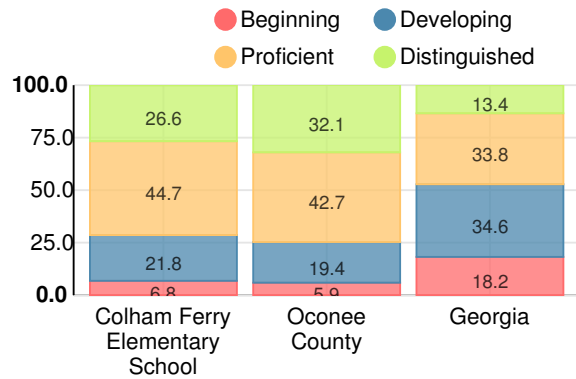 Beginning
Developing
Proficient
Distinguished
100.0
75.0
50.0
25.0
0.0
26.6
32.1
13.4
44.7
42.7
33.8
21.8
19.4
34.6
6.8
5.9
18.2
Colham Ferry
Elementary
School
Oconee
County
Georgia